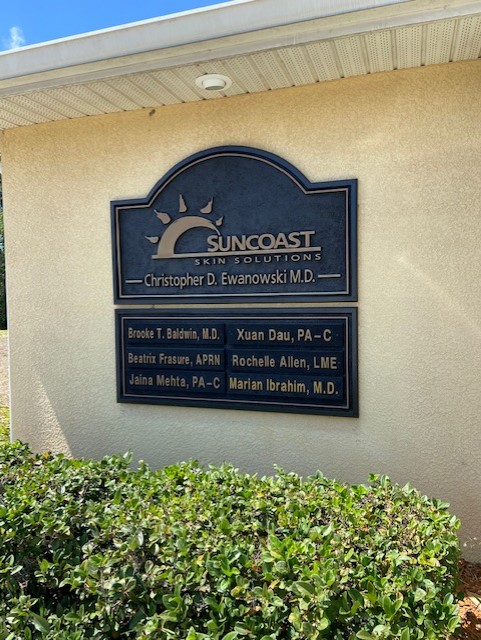 SUNCOAST
SKIN SOLUTIONS
Christopher D. Ewanowski M.D.
Brooke T. Baldwin, M.D.
Xuan Dau, PA-C
Beatrix Frasure, APRN
Rochelle Allen, LME
Jaina Mehta, PA-C
Marian Ibrahim, M.D.